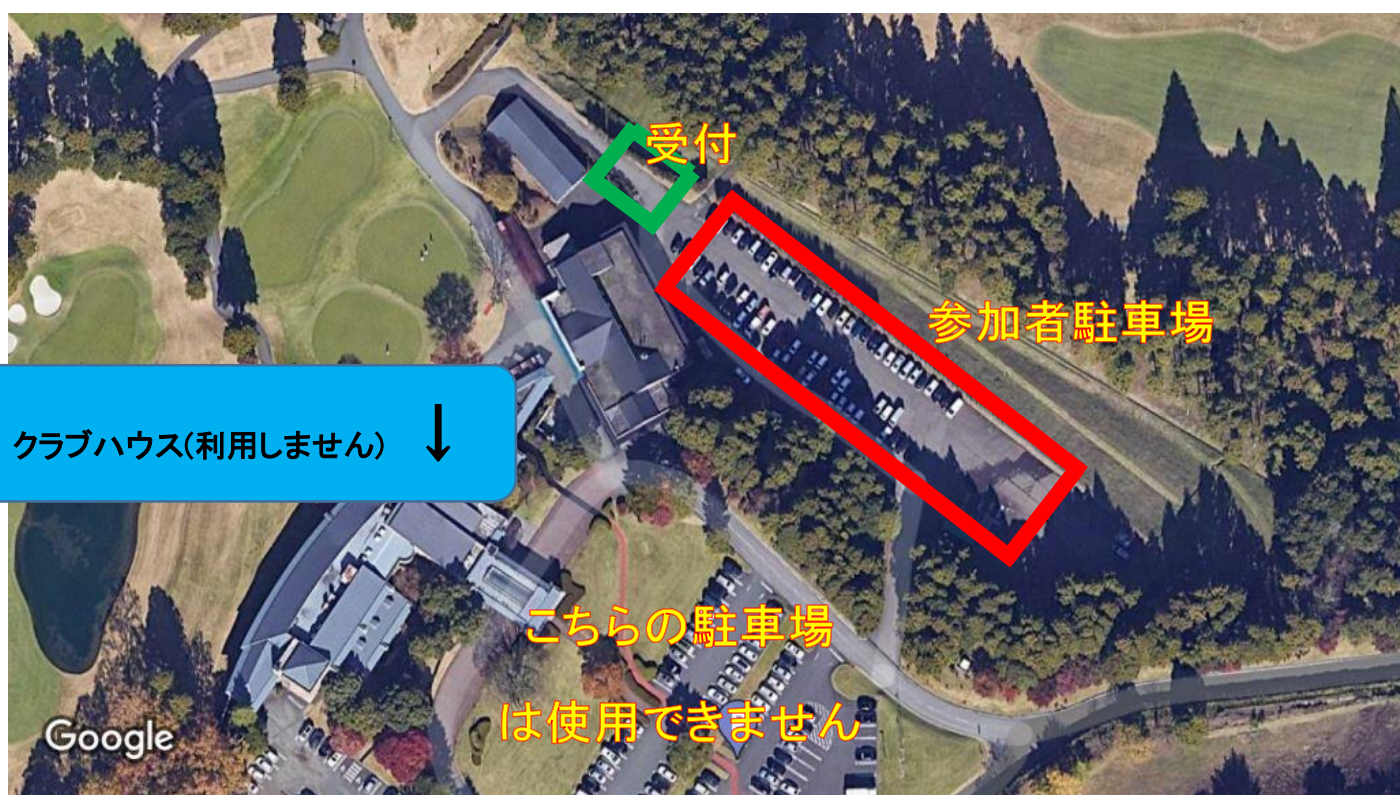 受付
参加者駐車場
クラブハウス(利用しません) ↓
こちらの駐車場
は使用できません
Google